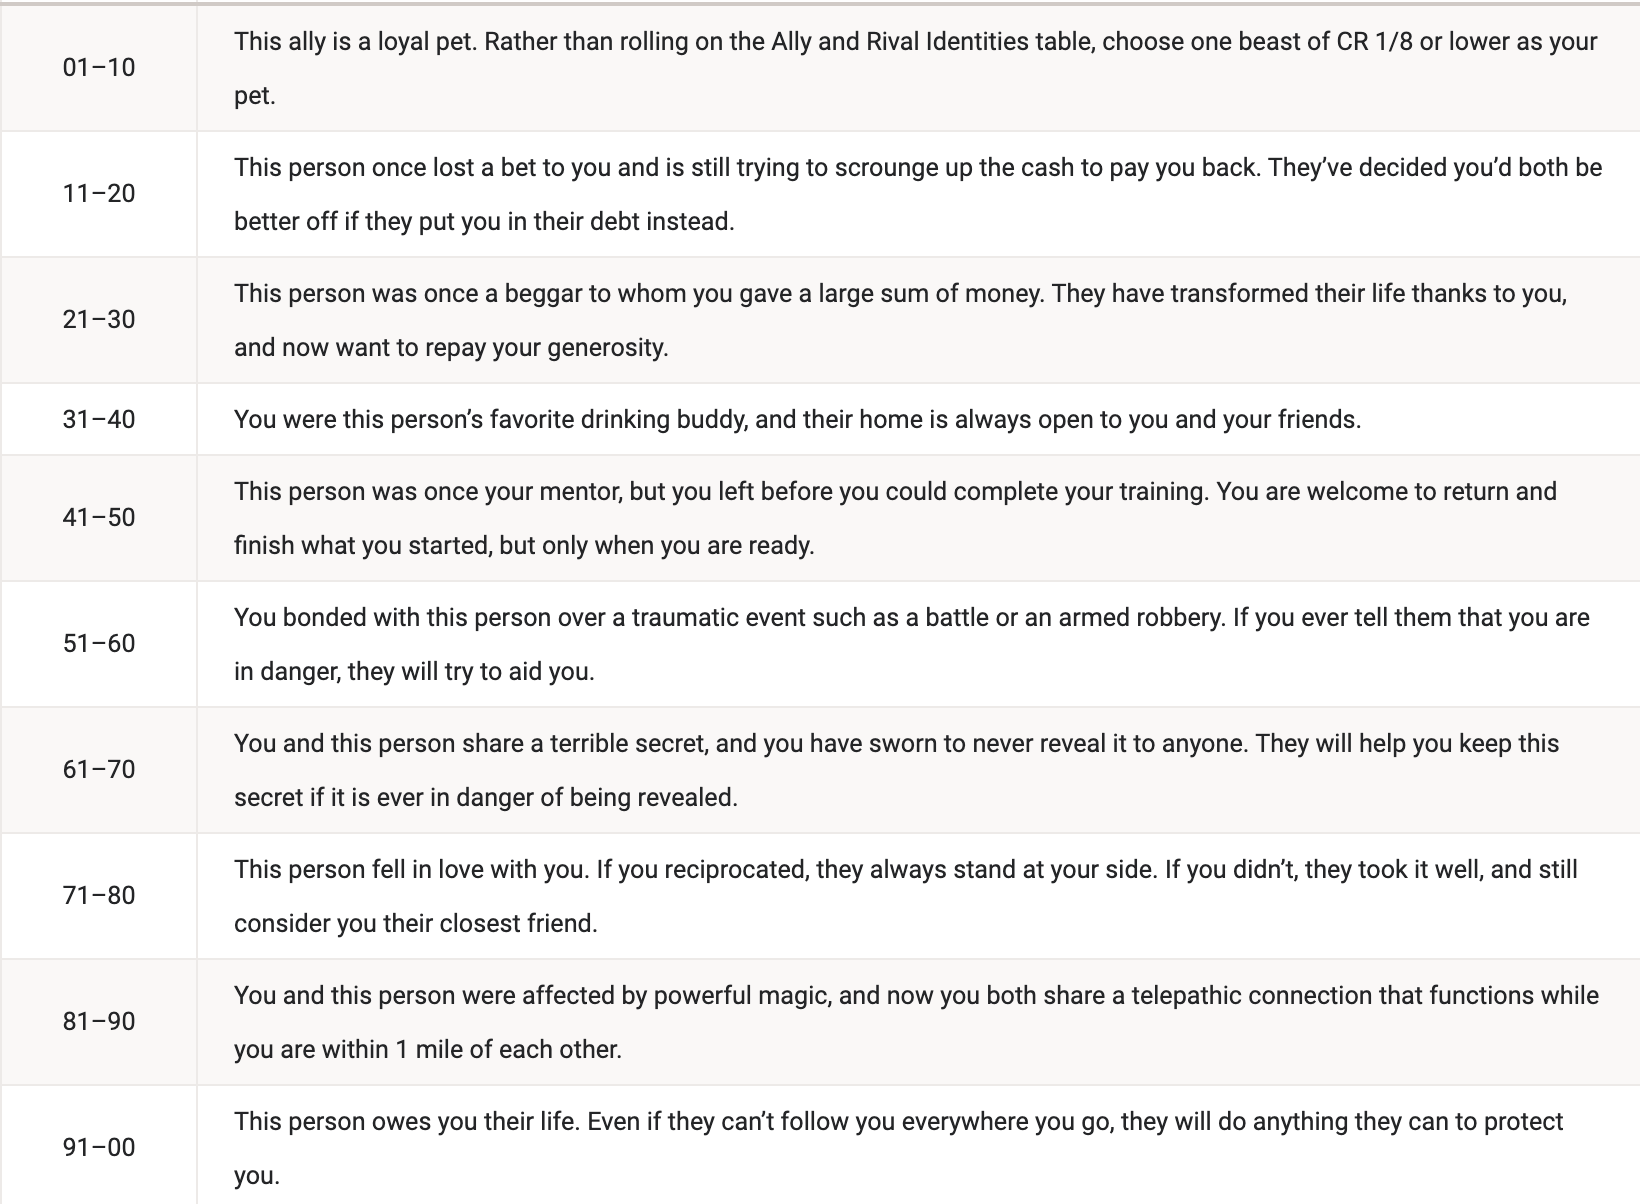 01–10
This ally is a loyal pet. Rather than rolling on the Ally and Rival Identities table, choose one beast of CR 1/8 or lower as your
pet.
11–20
This person once lost a bet to you and is still trying to scrounge up the cash to pay you back. They’ve decided you’d both be
better off if they put you in their debt instead.
21–30
This person was once a beggar to whom you gave a large sum of money. They have transformed their life thanks to you,
and now want to repay your generosity.
31–40
You were this person’s favorite drinking buddy, and their home is always open to you and your friends.
41–50
This person was once your mentor, but you left before you could complete your training. You are welcome to return and
finish what you started, but only when you are ready.
51–60
You bonded with this person over a traumatic event such as a battle or an armed robbery. If you ever tell them that you are
in danger, they will try to aid you.
61–70
You and this person share a terrible secret, and you have sworn to never reveal it to anyone. They will help you keep this
secret if it is ever in danger of being revealed.
71–80
This person fell in love with you. If you reciprocated, they always stand at your side. If you didn’t, they took it well, and still
consider you their closest friend.
81–90
You and this person were affected by powerful magic, and now you both share a telepathic connection that functions while
you are within 1 mile of each other.
91–00
This person owes you their life. Even if they can’t follow you everywhere you go, they will do anything they can to protect
you.